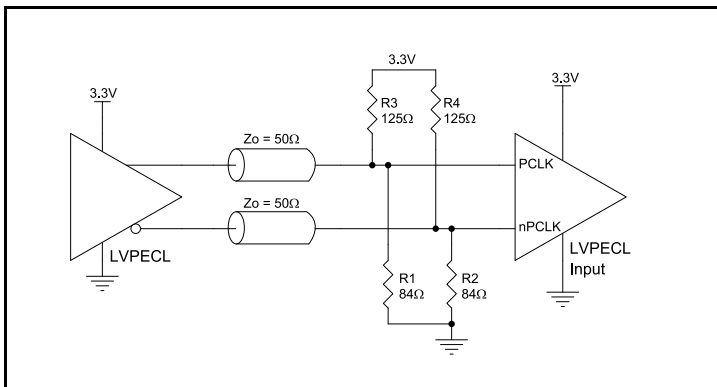 3.3V
3.3V
3.3V
R3
125Ω
R4
125Ω
Zo = 50Ω
PCLK
Zo = 50Ω
nPCLK
LVPECL
LVPECL
Input
R1
84Ω
R2
84Ω